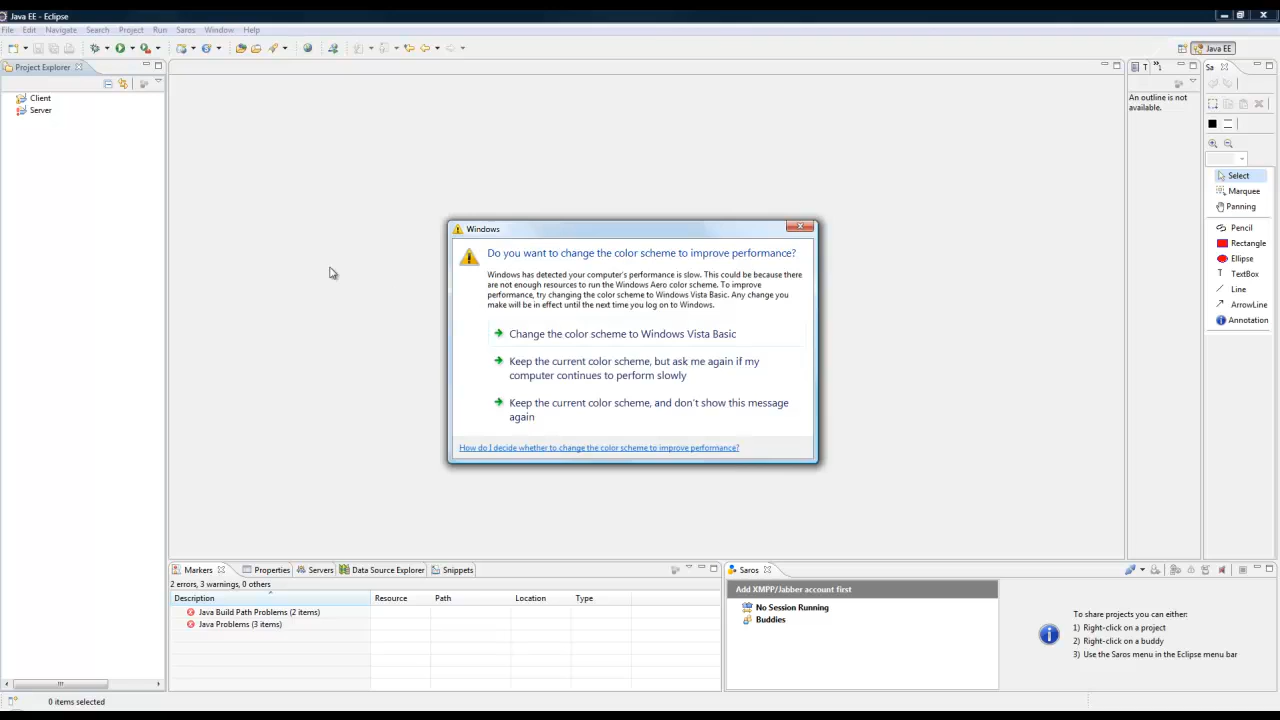 Java EE - Eclipse
File Edit Navigate Search Project Run Saros Window Help
Java EE
Project Explorer
Client
Server
T
An outline is not
available.
Sa
Select
Marquee
Panning
Pencil
Rectangle
Ellipse
TextBox
Line
ArrowLine
Annotation
Windows
Do you want to change the color scheme to improve performance?
Windows has detected your computer's performance is slow. This could be because there
are not enough resources to run the Windows Aero color scheme. To improve
performance, try changing the color scheme to Windows Vista Basic. Any change you
make will be in effect until the next time you log on to Windows.
Change the color scheme to Windows Vista Basic
Keep the current color scheme, but ask me again if my
computer continues to perform slowly
Keep the current color scheme, and don't show this message
again
How do I decide whether to change the color scheme to improve performance?
Markers Properties Servers Data Source Explorer Snippets
2 errors, 3 warnings, 0 others
Description Resource Path Location Type
Java Build Path Problems (2 items)
Java Problems (3 items)
Saros
Add XMPP/Jabber account first
No Session Running
Buddies
To share projects you can either:
1) Right-click on a project
2) Right-click on a buddy
3) Use the Saros menu in the Eclipse menu bar
0 items selected